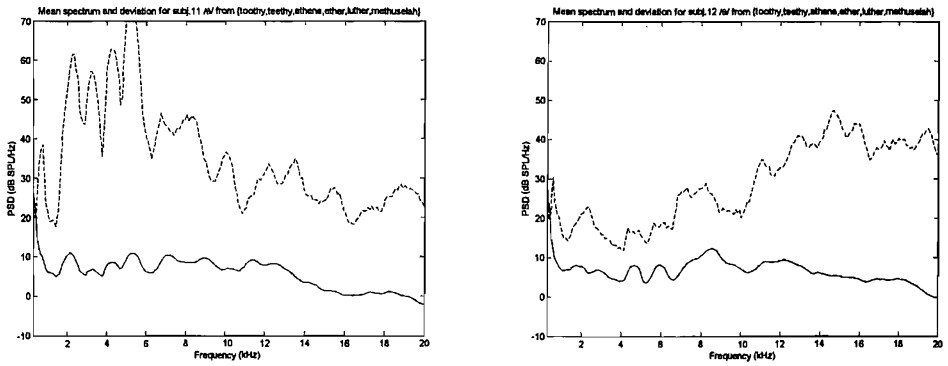 Mean spectrum and deviation for subj.11 /θ/ from {toothy,teethy,athene,ether,luther,methuselah}
70
60
50
40
30
20
10
0
-10
PSD (dB SPL/Hz)
2 4 6 8 10 12 14 16 18 20
Frequency (kHz)
Mean spectrum and deviation for subj.12 /θ/ from {toothy,teethy,athene,ether,luther,methuselah}
70
60
50
40
30
20
10
0
-10
PSD (dB SPL/Hz)
2 4 6 8 10 12 14 16 18 20
Frequency (kHz)